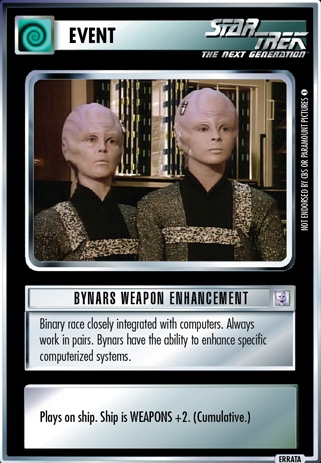 EVENT
STAR TREK
THE NEXT GENERATION
NOT ENDORSED BY CBS OR PARAMOUNT PICTURES
BYNARS WEAPON ENHANCEMENT
Binary race closely integrated with computers. Always
work in pairs. Bynars have the ability to enhance specific
computerized systems.
Plays on ship. Ship is WEAPONS +2. (Cumulative.)
ERRATA